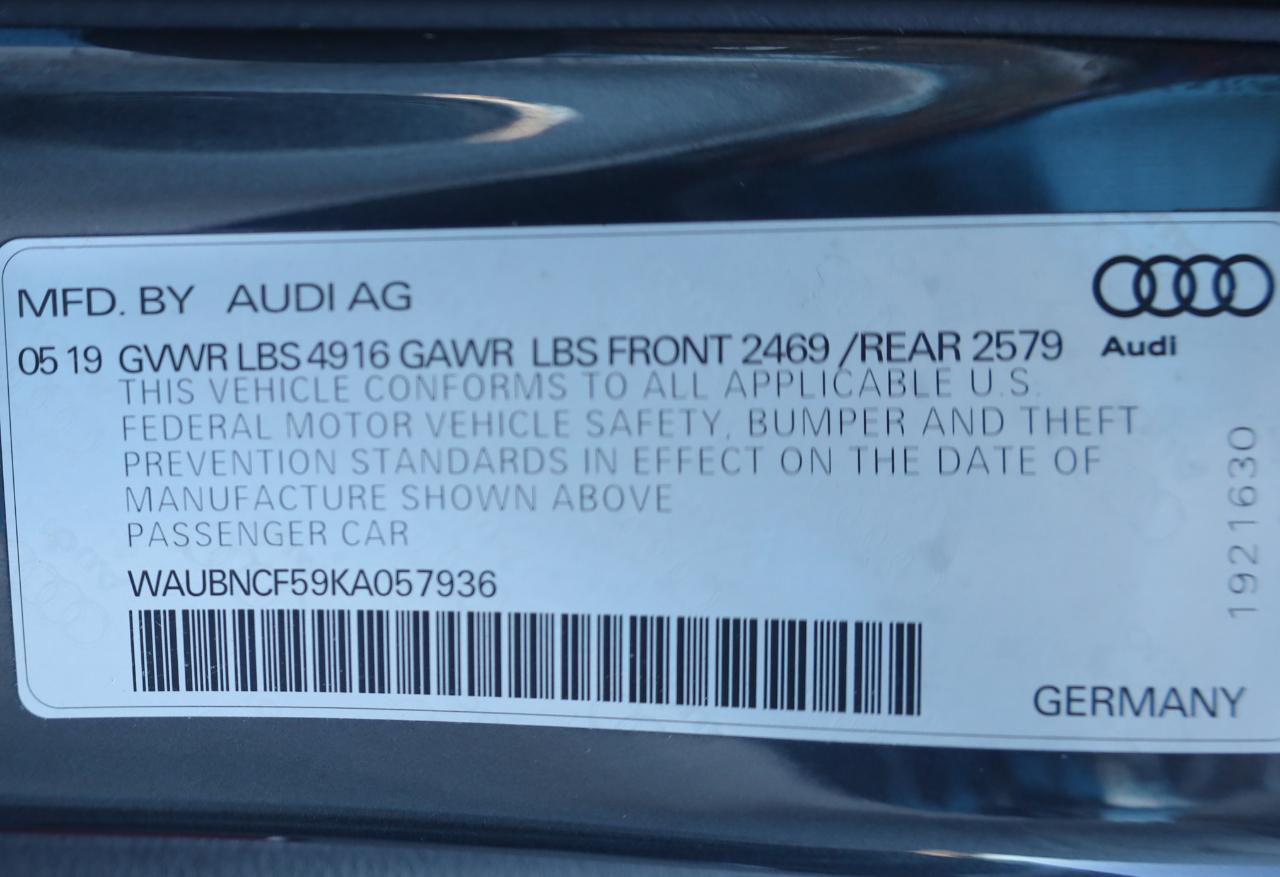 MFD. BY AUDI AG
05 19 GVWR LBS 4916 GAWR LBS FRONT 2469 /REAR 2579
Audi
THIS VEHICLE CONFORMS TO ALL APPLICABLE U.S.
FEDERAL MOTOR VEHICLE SAFETY, BUMPER AND THEFT
PREVENTION STANDARDS IN EFFECT ON THE DATE OF
MANUFACTURE SHOWN ABOVE
PASSENGER CAR
WAUBNCF59KA057936
1921630
GERMANY